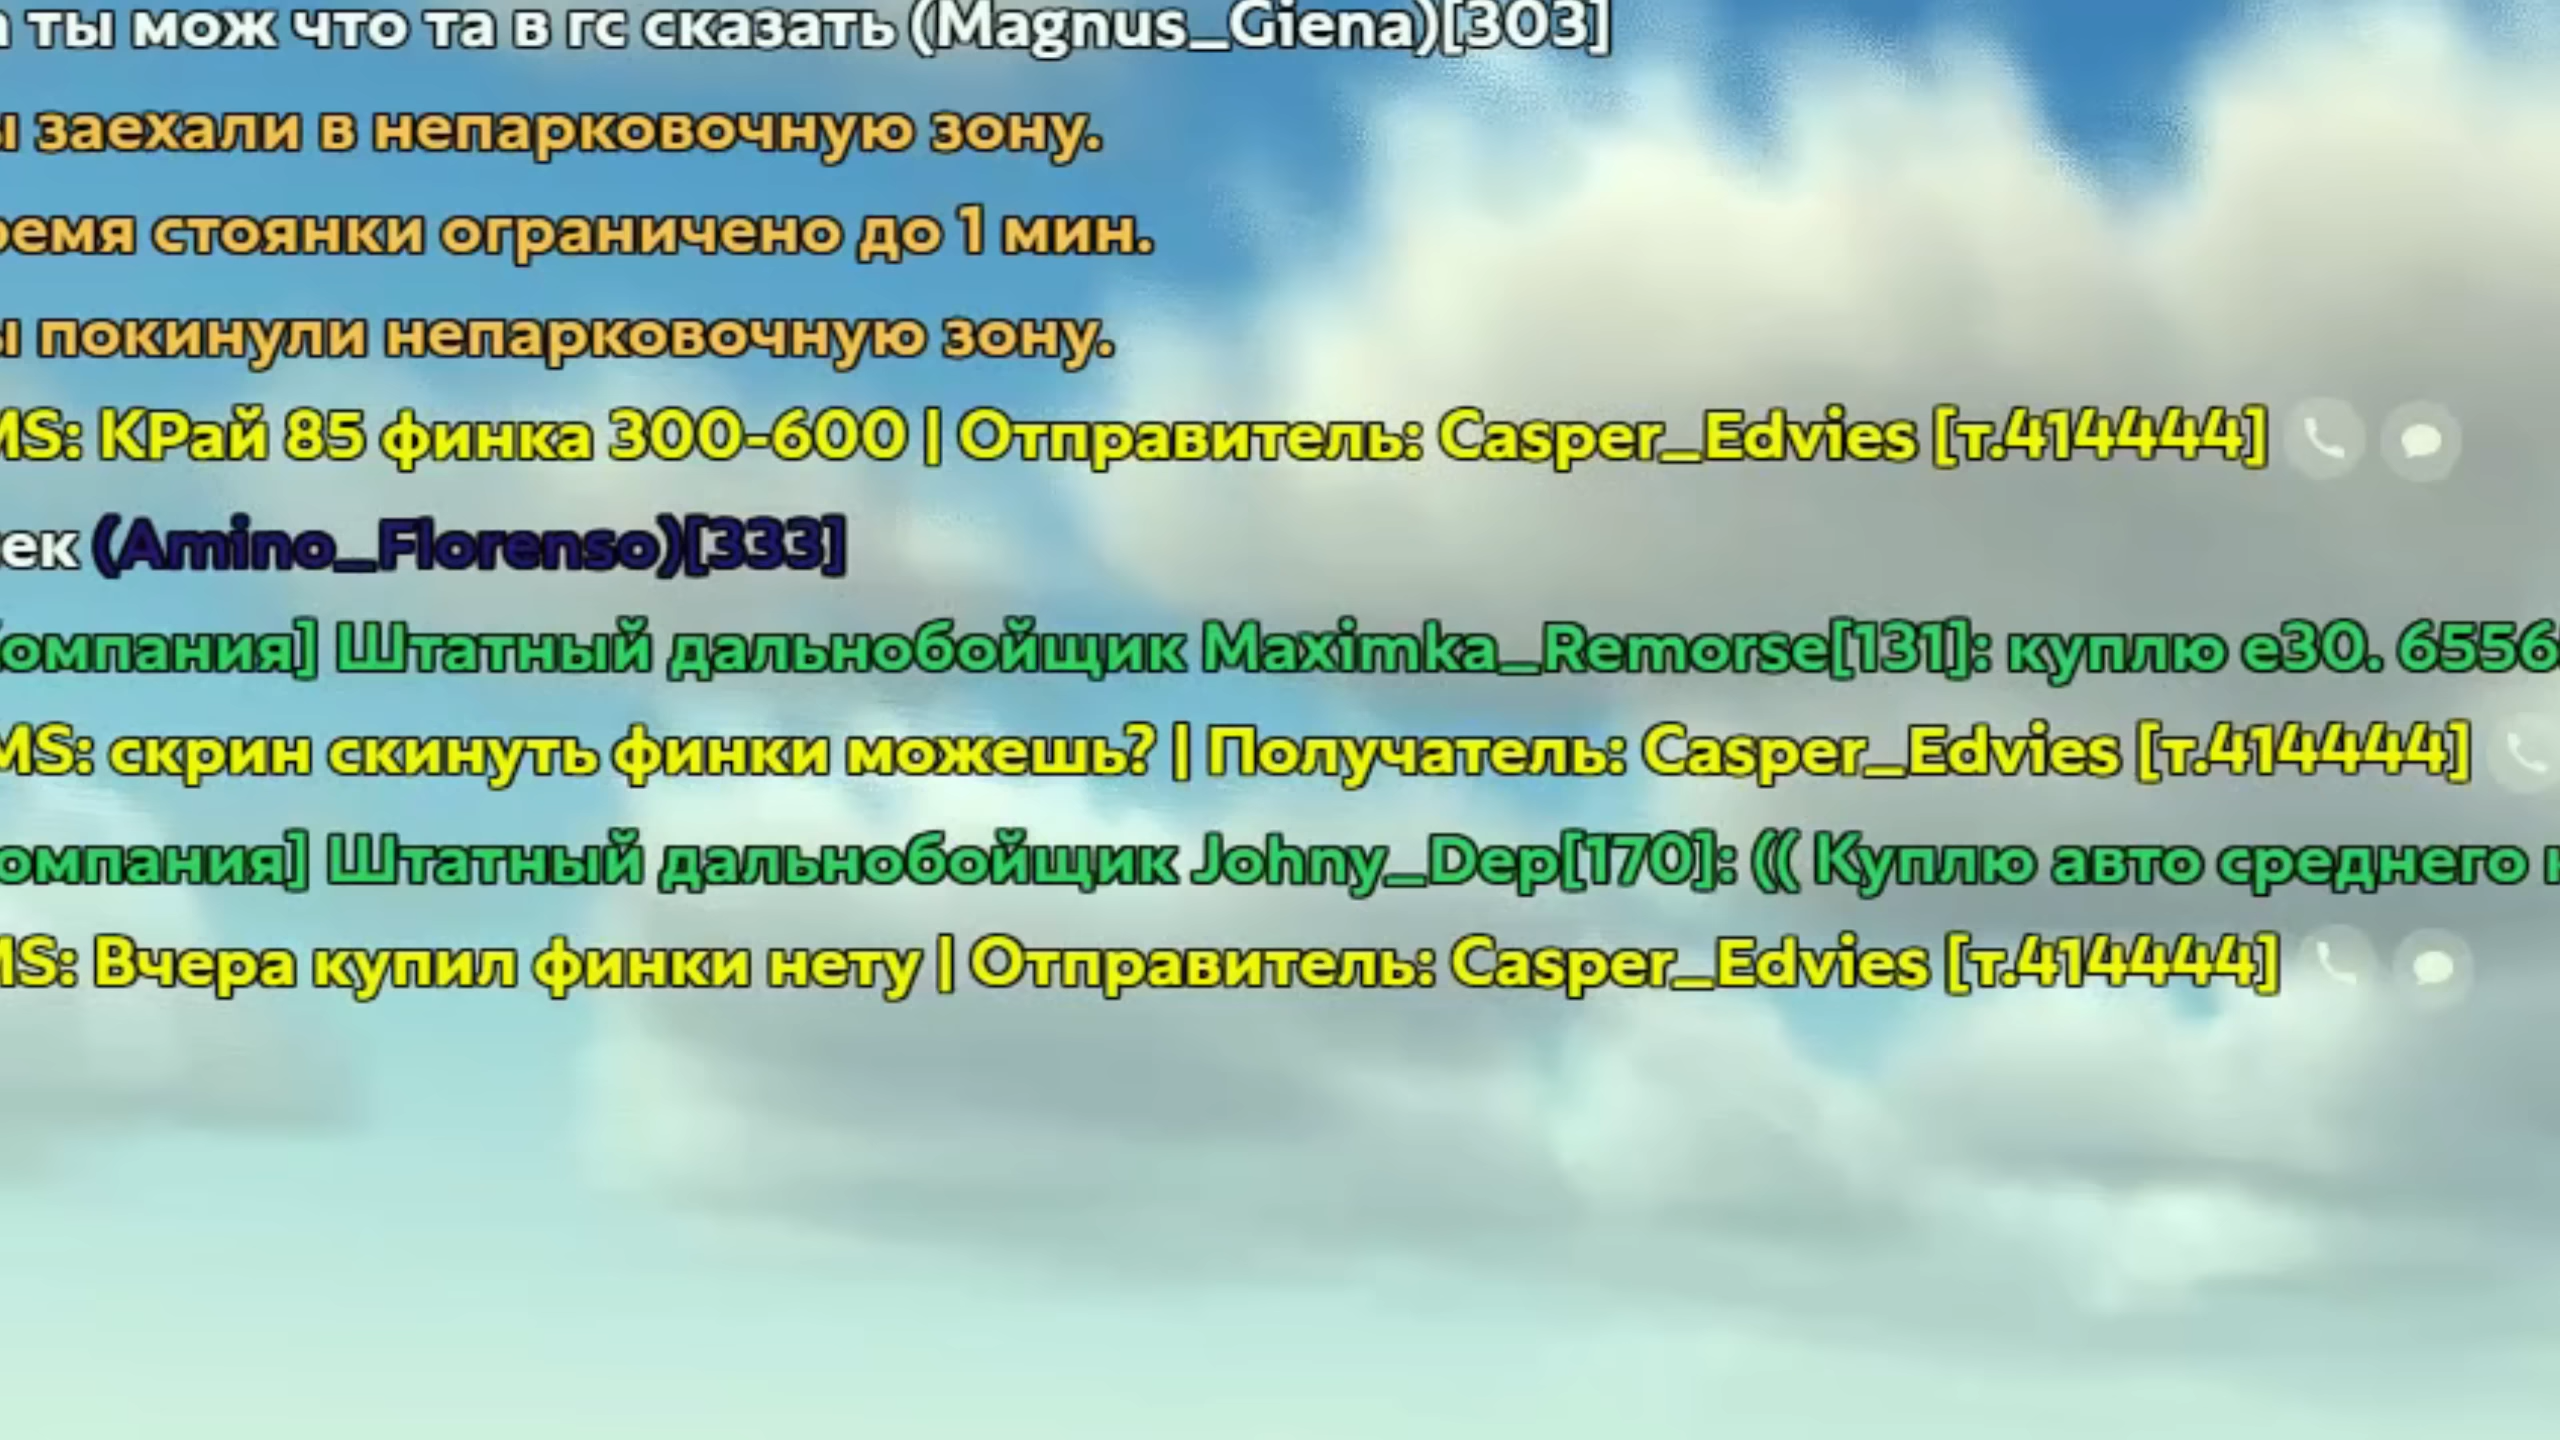 ты мож что та в гс сказать (Magnus_Giena)[303]
заехали в непарковочную зону.
стоянки ограничено до 1 мин.
покинули непарковочную зону.
MS: КРай 85 финка 300-600 | Отправитель: Casper_Edvies [т.414444]
ек (Amino_Florenso)[333]
омпания] Штатный дальнобойщик Maximka_Remorse[131]: куплю е30. 6556
MS: скрин скинуть финки можешь? | Получатель: Casper_Edvies [т.414444]
омпания] Штатный дальнобойщик Johny_Dep[170]: (( Куплю авто среднего
MS: Вчера купил финки нету | Отправитель: Casper_Edvies [т.414444]